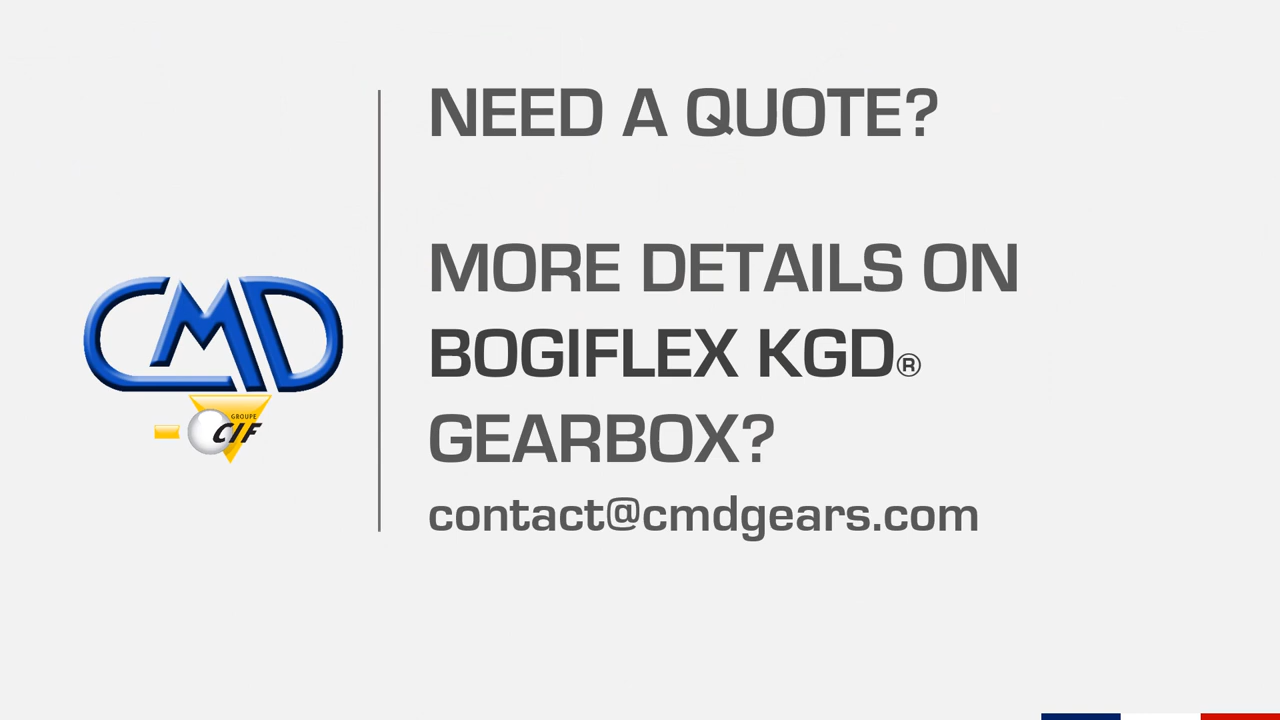 NEED A QUOTE?
MORE DETAILS ON
BOGIFLEX KGD®
GEARBOX?
contact@cmdgears.com
CMD
GROUPE
CIF